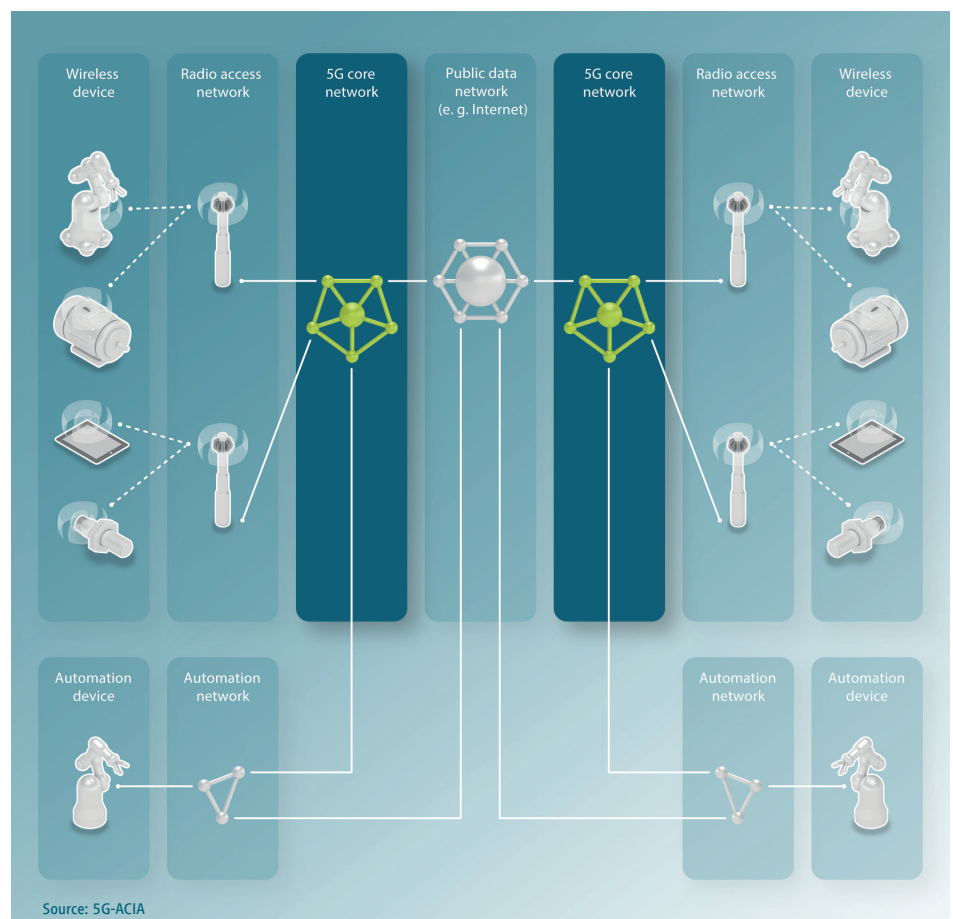 Wireless
device
Radio access
network
5G core
network
Public data
network
(e. g. Internet)
5G core
network
Radio access
network
Wireless
device
Automation
device
Automation
network
Automation
network
Automation
device
Source: 5G-ACIA